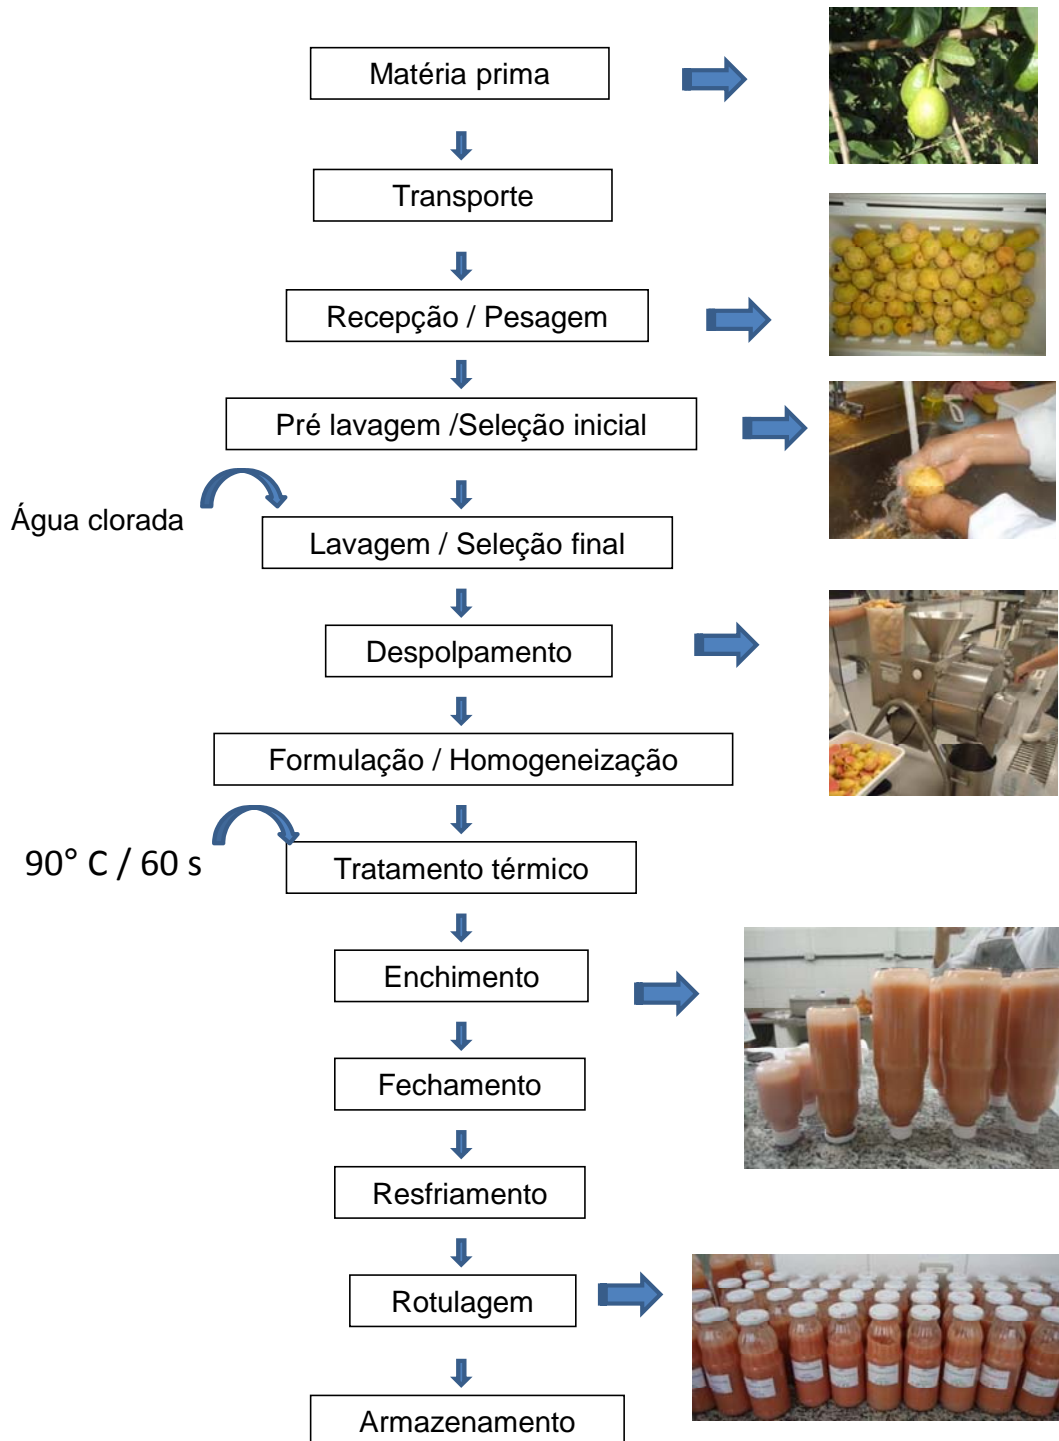 Matéria prima
Transporte
Recepção / Pesagem
Pré lavagem /Seleção inicial
Água clorada
Lavagem / Seleção final
Despolpamento
Formulação / Homogeneização
90° C / 60 s
Tratamento térmico
Enchimento
Fechamento
Resfriamento
Rotulagem
Armazenamento